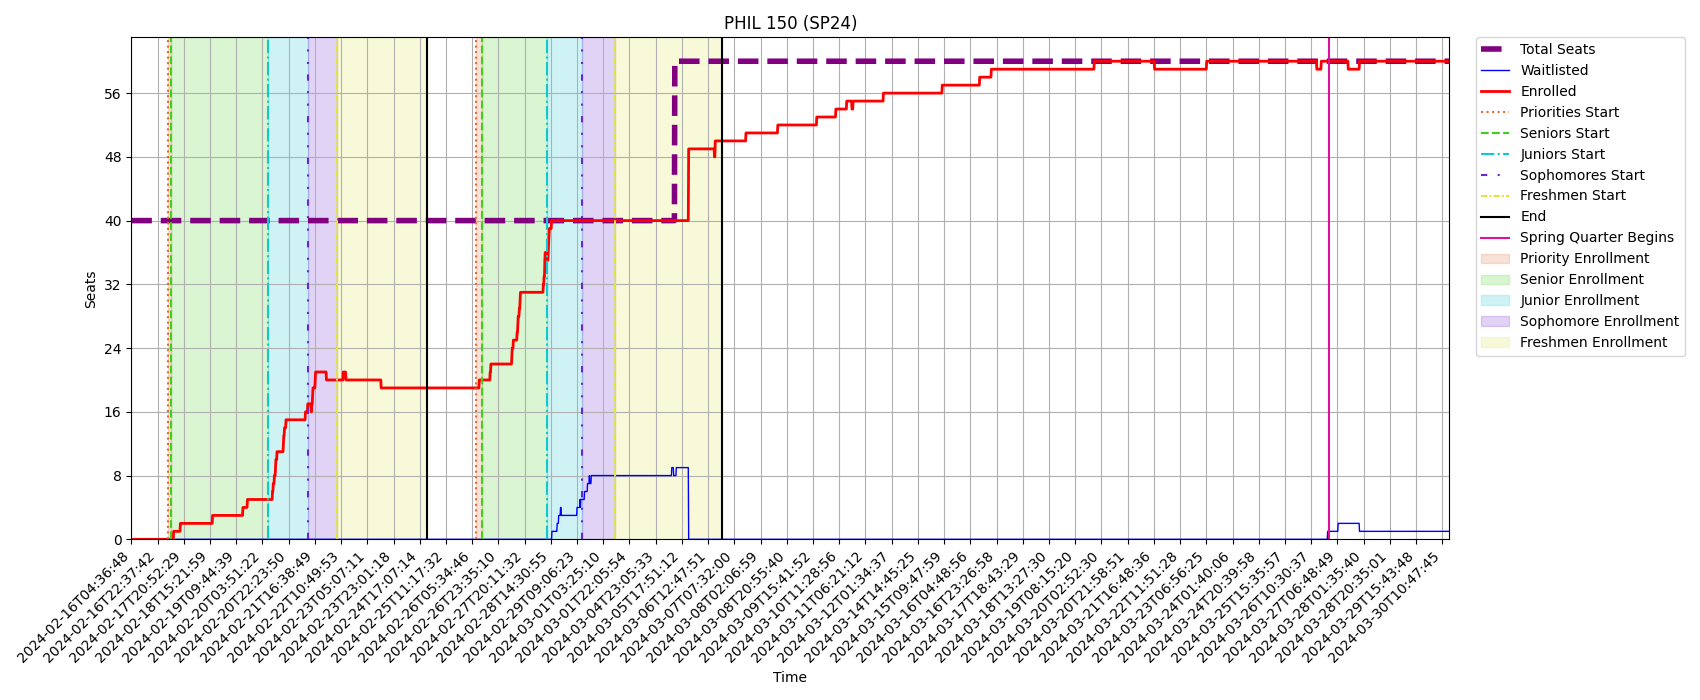 PHIL 150 (SP24)
Total Seats
Waitlisted
Enrolled
Priorities Start
Seniors Start
Juniors Start
Sophomores Start
Freshmen Start
End
Spring Quarter Begins
Priority Enrollment
Senior Enrollment
Junior Enrollment
Sophomore Enrollment
Freshmen Enrollment
Seats
56
48
40
32
24
16
8
0
2024-02-16T04:36:48
2024-02-16T22:37:42
2024-02-17T20:52:29
2024-02-18T15:21:59
2024-02-19T09:44:39
2024-02-20T03:51:22
2024-02-20T22:23:50
2024-02-21T16:38:49
2024-02-22T10:49:53
2024-02-23T05:07:11
2024-02-23T23:01:18
2024-02-24T17:07:14
2024-02-25T11:17:32
2024-02-26T05:34:46
2024-02-26T23:35:10
2024-02-27T20:11:32
2024-02-28T14:30:55
2024-02-29T09:06:23
2024-03-01T03:25:10
2024-03-01T22:05:54
2024-03-04T23:05:33
2024-03-05T17:51:12
2024-03-06T12:47:51
2024-03-07T07:32:00
2024-03-08T02:06:59
2024-03-08T20:55:40
2024-03-09T15:41:52
2024-03-10T11:28:56
2024-03-12T06:21:12
2024-03-12T01:34:37
2024-03-14T14:45:25
2024-03-15T09:47:59
2024-03-16T04:48:56
2024-03-16T23:26:58
2024-03-17T18:43:29
2024-03-18T13:27:30
2024-03-19T08:15:20
2024-03-20T02:52:30
2024-03-20T21:58:51
2024-03-21T16:48:36
2024-03-22T11:51:28
2024-03-23T06:56:25
2024-03-24T01:40:06
2024-03-24T20:39:58
2024-03-25T15:35:57
2024-03-26T10:30:37
2024-03-27T06:48:49
2024-03-28T01:35:40
2024-03-28T20:35:01
2024-03-29T15:43:48
2024-03-30T10:47:45
Time